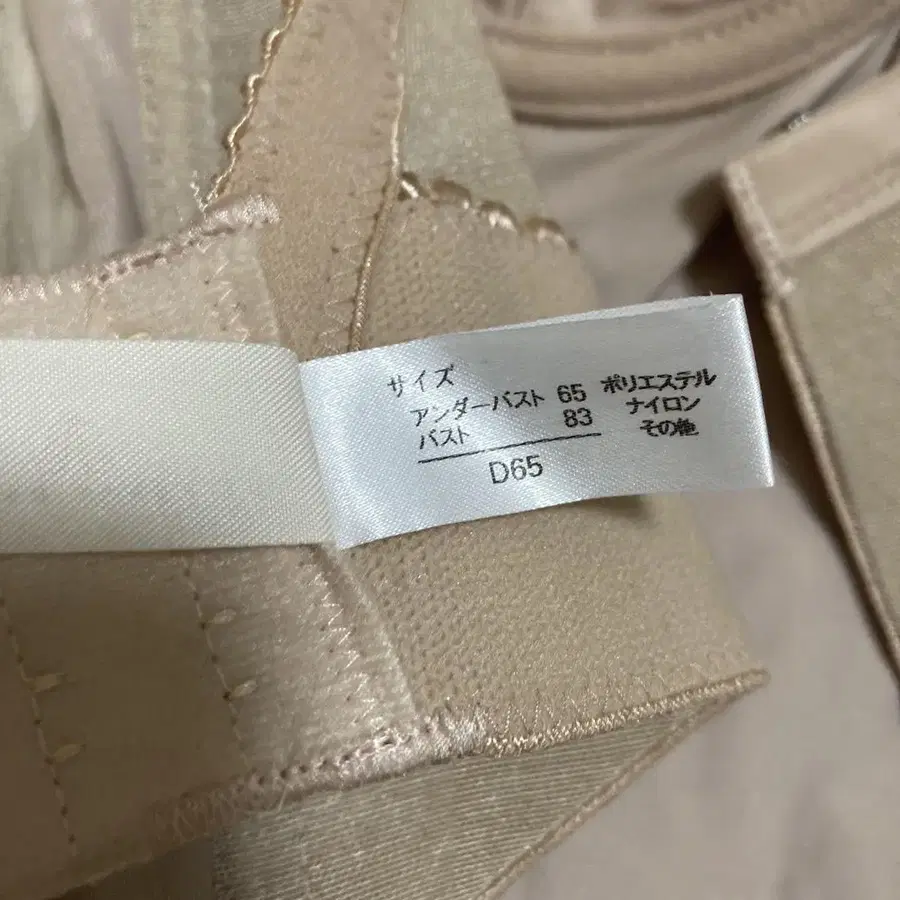 サイズ
アンダーバスト 65
バスト 83
D65
ポリエステル
ナイロン
その他